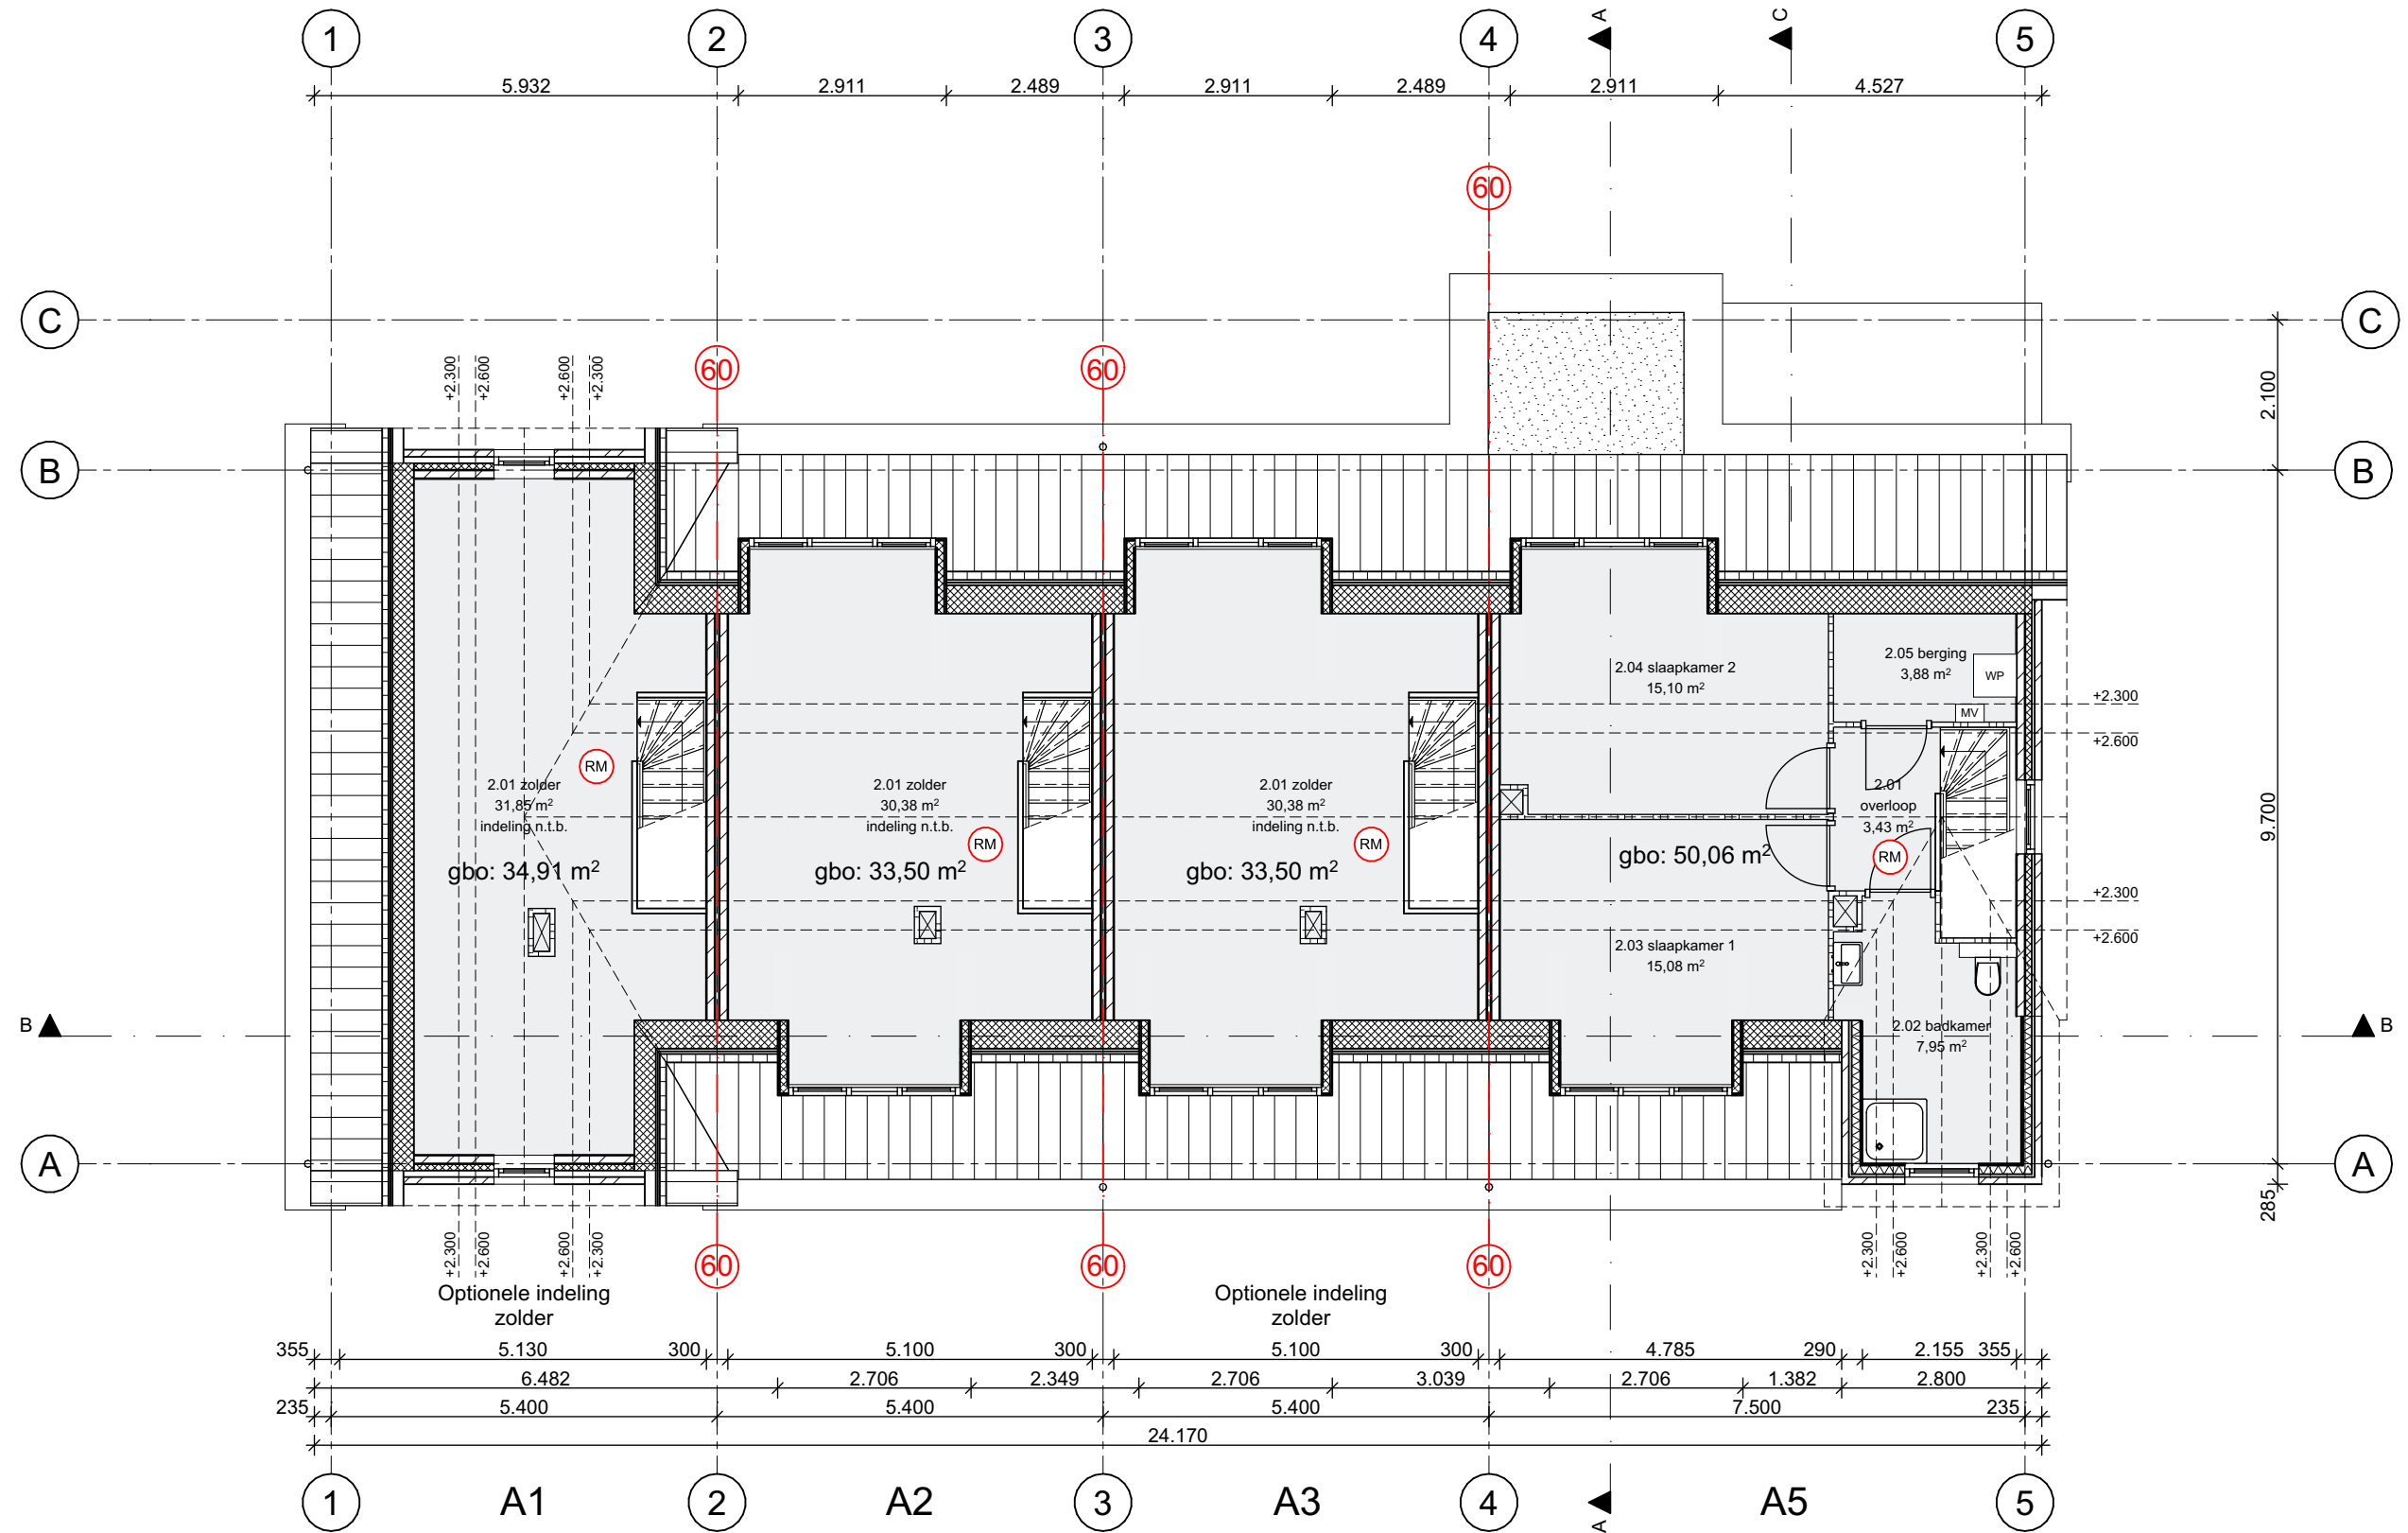 1 2 3 4 A C 5
5.932 2.911 2.489 2.911 2.489 2.911 4.527
60
C C
60 60
+2.300 +2.600 +2.600 +2.300
2.100
B B
2.04 slaapkamer 2
15,10 m²
2.05 berging
3,88 m²
WP
MV
+2.300
+2.600
RM
2.01 zolder
31,85 m²
indeling n.t.b.
gbo: 34,91 m²
2.01 zolder
30,38 m²
indeling n.t.b.
RM
gbo: 33,50 m²
2.01 zolder
30,38 m²
indeling n.t.b.
RM
gbo: 33,50 m²
gbo: 50,06 m²
2.01
overloop
3,43 m²
RM
9.700
+2.300
+2.600
2.03 slaapkamer 1
15,08 m²
2.02 badkamer
7,95 m²
B B
A A
285
+2.300 +2.600 +2.600 +2.300
+2.300 +2.600 +2.300 +2.600
60 60 60
Optionele indeling
zolder
Optionele indeling
zolder
355 5.130 300 5.100 300 5.100 300 4.785 290 2.155 355
6.482 2.706 2.349 2.706 3.039 2.706 1.382 2.800
235 5.400 5.400 5.400 7.500 235
24.170
1 A1 2 A2 3 A3 4 A A5 5